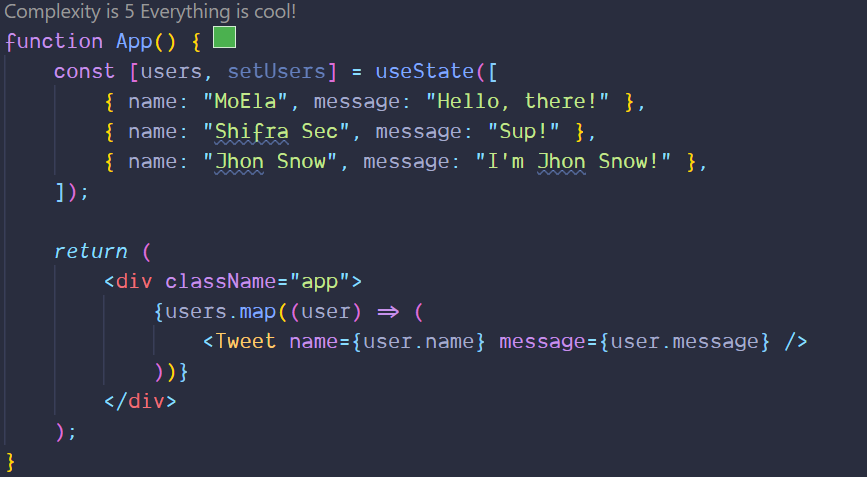 Complexity is 5 Everything is cool!
function App() {
    const [users, setUsers] = useState([
        { name: "MoEla", message: "Hello, there!" },
        { name: "Shifra Sec", message: "Sup!" },
        { name: "Jhon Snow", message: "I'm Jhon Snow!" },
    ]);
    return (
        <div className="app">
            {users.map((user) => (
                <Tweet name={user.name} message={user.message} />
            ))}
        </div>
    );
}